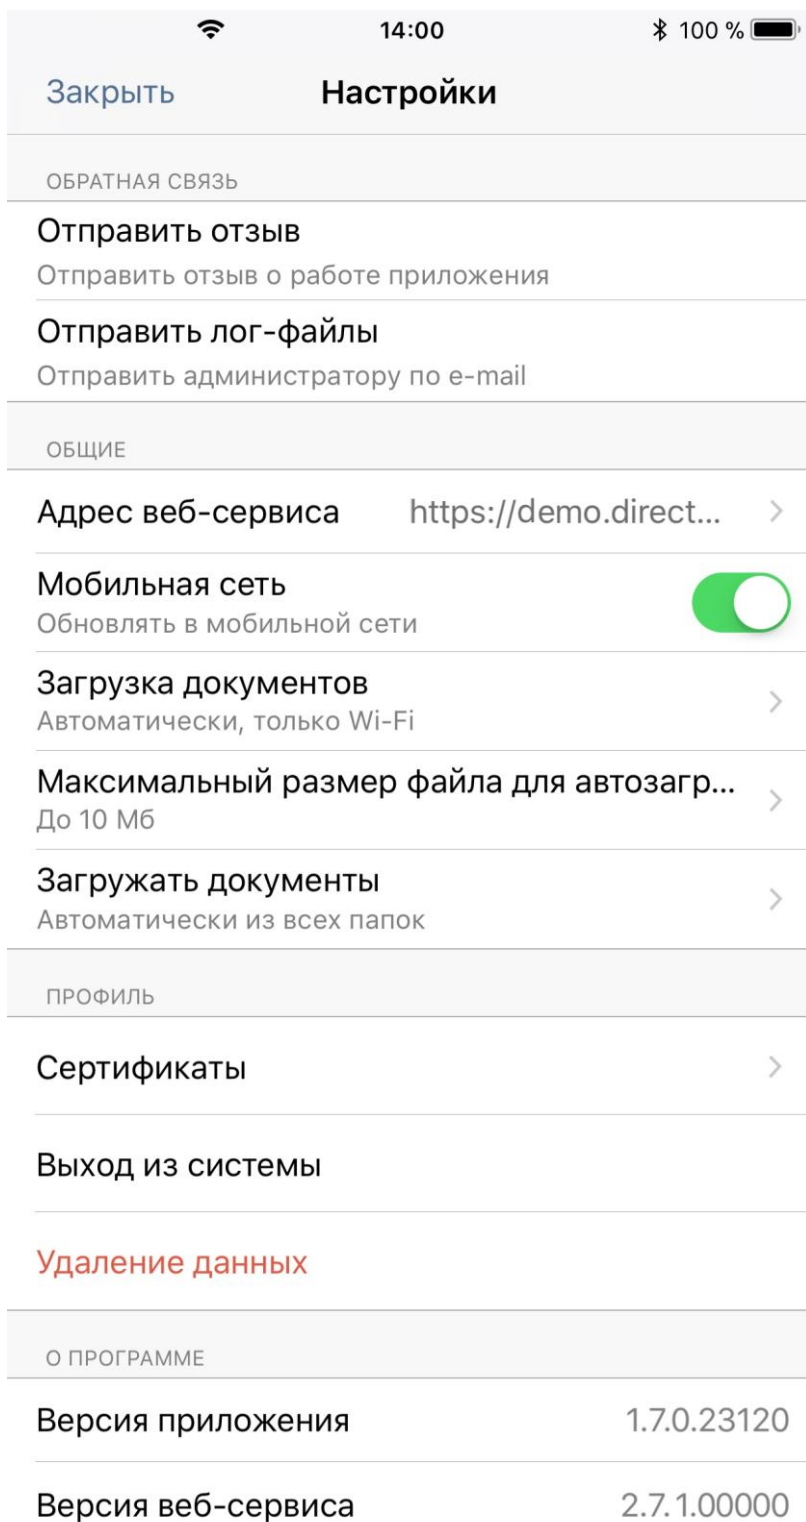 14:00 100 %
Закрыть Настройки
ОБРАТНАЯ СВЯЗЬ
Отправить отзыв
Отправить отзыв о работе приложения
Отправить лог-файлы
Отправить администратору по e-mail
ОБЩИЕ
Адрес веб-сервиса https://demo.direct...
Мобильная сеть
Обновлять в мобильной сети
Загрузка документов
Автоматически, только Wi-Fi
Максимальный размер файла для автозагр...
До 10 Мб
Загружать документы
Автоматически из всех папок
ПРОФИЛЬ
Сертификаты
Выход из системы
Удаление данных
О ПРОГРАММЕ
Версия приложения 1.7.0.23120
Версия веб-сервиса 2.7.1.00000